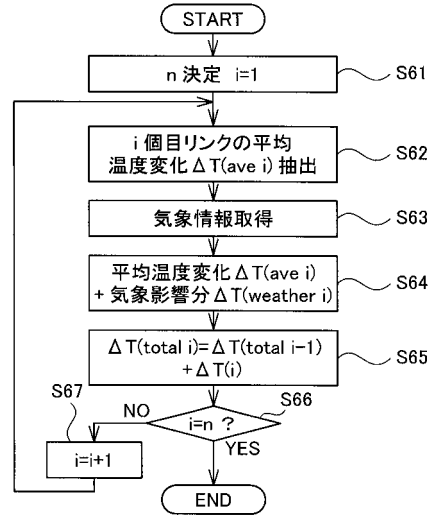 START
n 決定 i=1
S61
i 個目リンクの平均
温度変化ΔT(ave i) 抽出
S62
気象情報取得
S63
平均温度変化ΔT(ave i)
+ 気象影響分ΔT(weather i)
S64
ΔT(total i)=ΔT(total i−1)
+ΔT(i)
S65
S67
NO
i=n ?
S66
YES
i=i+1
END